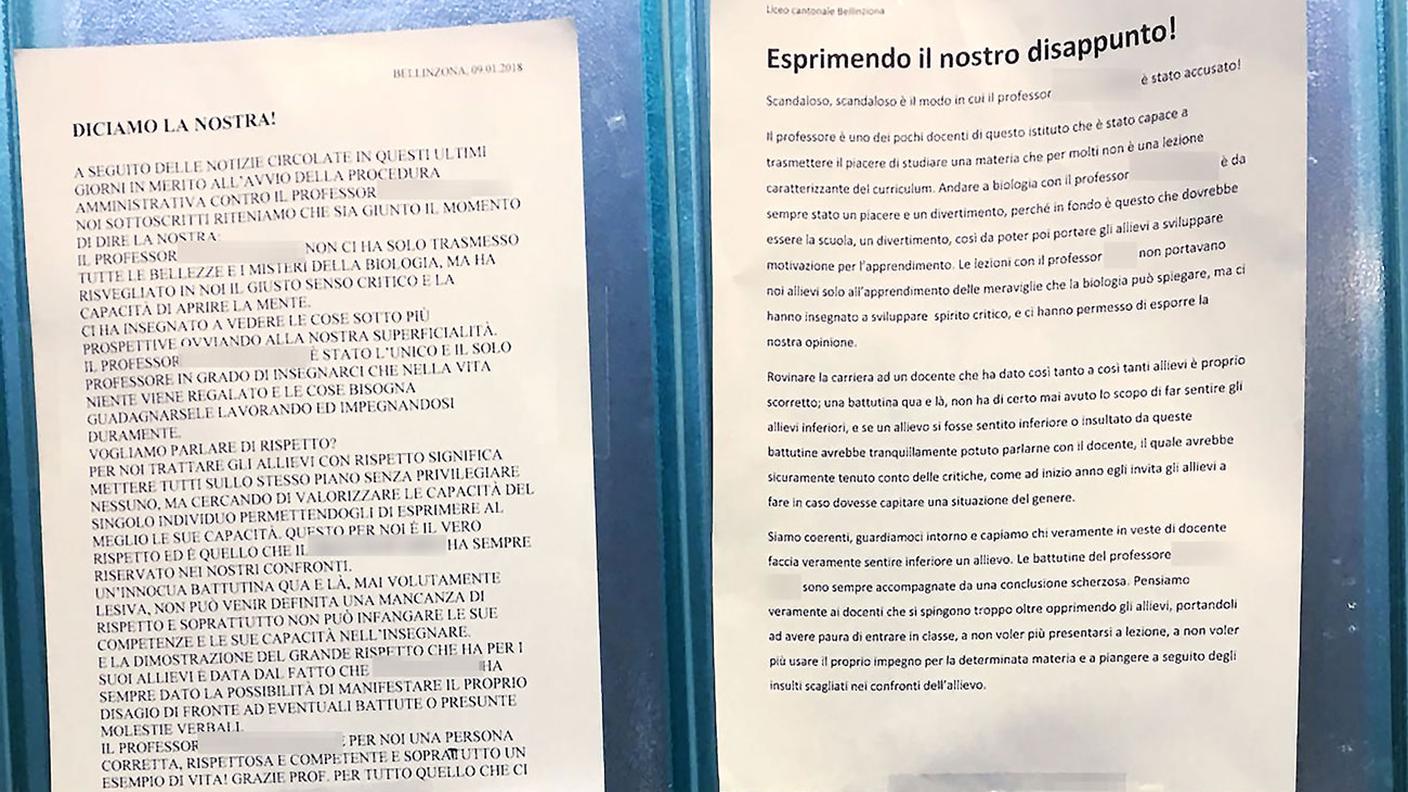 BELLINZONA, 09.01.2018
DICIAMO LA NOSTRA!
A SEGUITO DELLE NOTIZIE CIRCOLATE IN QUESTI ULTIMI
GIORNI IN MERITO ALL'AVVIO DELLA PROCEDURA
AMMINISTRATIVA CONTRO IL PROFESSOR
NOI SOTTOSCRITTI RITENIAMO CHE SIA GIUNTO IL MOMENTO
DI DIRE LA NOSTRA:
IL PROFESSOR NON CI HA SOLO TRASMESSO
TUTTE LE BELLEZZE E I MISTERI DELLA BIOLOGIA, MA HA
RISVEGLIATO IN NOI IL GIUSTO SENSO CRITICO E LA
CAPACITÀ DI APRIRE LA MENTE.
CI HA INSEGNATO A VEDERE LE COSE SOTTO PIÙ
PROSPETTIVE OVVIANDO ALLA NOSTRA SUPERFICIALITÀ.
IL PROFESSOR È STATO L'UNICO E IL SOLO
PROFESSORE IN GRADO DI INSEGNARCI CHE NELLA VITA
NIENTE VIENE REGALATO E LE COSE BISOGNA
GUADAGNARSELE LAVORANDO ED IMPEGNANDOSI
DURAMENTE.
VOGLIAMO PARLARE DI RISPETTO?
PER NOI TRATTARE GLI ALLIEVI CON RISPETTO SIGNIFICA
METTERE TUTTI SULLO STESSO PIANO SENZA PRIVILEGIARE
NESSUNO, MA CERCANDO DI VALORIZZARE LE CAPACITÀ DEL
SINGOLO INDIVIDUO PERMETTENDOGLI DI ESPRIMERE AL
MEGLIO LE SUE CAPACITÀ. QUESTO PER NOI È IL VERO
RISPETTO ED È QUELLO CHE IL HA SEMPRE
RISERVATO NEI NOSTRI CONFRONTI.
UN'INNOCUA BATTUTINA QUA E LÀ, MAI VOLUTAMENTE
LESIVA, NON PUÒ VENIR DEFINITA UNA MANCANZA DI
RISPETTO E SOPRATTUTTO NON PUÒ INFANGARE LE SUE
COMPETENZE E LE SUE CAPACITÀ NELL'INSEGNARE.
E LA DIMOSTRAZIONE DEL GRANDE RISPETTO CHE HA PER I
SUOI ALLIEVI È DATA DAL FATTO CHE HA
SEMPRE DATO LA POSSIBILITÀ DI MANIFESTARE IL PROPRIO
DISAGIO DI FRONTE AD EVENTUALI BATTUTE O PRESUNTE
MOLESTIE VERBALI.
IL PROFESSOR È PER NOI UNA PERSONA
CORRETTA, RISPETTOSA E COMPETENTE E SOPRATTUTTO UN
ESEMPIO DI VITA! GRAZIE PROF. PER TUTTO QUELLO CHE CI
Liceo cantonale Bellinzona
Esprimendo il nostro disappunto!
Scandaloso, scandaloso è il modo in cui il professor è stato accusato!
Il professore è uno dei pochi docenti di questo istituto che è stato capace a
trasmettere il piacere di studiare una materia che per molti non è una lezione
caratterizzante del curriculum. Andare a biologia con il professor è da
sempre stato un piacere e un divertimento, perché in fondo è questo che dovrebbe
essere la scuola, un divertimento, così da poter poi portare gli allievi a sviluppare
motivazione per l'apprendimento. Le lezioni con il professor non portavano
noi allievi solo all'apprendimento delle meraviglie che la biologia può spiegare, ma ci
hanno insegnato a sviluppare spirito critico, e ci hanno permesso di esporre la
nostra opinione.
Rovinare la carriera ad un docente che ha dato così tanto a così tanti allievi è proprio
scorretto; una battutina qua e là, non ha di certo mai avuto lo scopo di far sentire gli
allievi inferiori, e se un allievo si fosse sentito inferiore o insultato da queste
battutine avrebbe tranquillamente potuto parlarne con il docente, il quale avrebbe
sicuramente tenuto conto delle critiche, come ad inizio anno egli invita gli allievi a
fare in caso dovesse capitare una situazione del genere.
Siamo coerenti, guardiamoci intorno e capiamo chi veramente in veste di docente
faccia veramente sentire inferiore un allievo. Le battutine del professore
sono sempre accompagnate da una conclusione scherzosa. Pensiamo
veramente ai docenti che si spingono troppo oltre opprimendo gli allievi, portandoli
ad avere paura di entrare in classe, a non voler più presentarsi a lezione, a non voler
più usare il proprio impegno per la determinata materia e a piangere a seguito degli
insulti scagliati nei confronti dell'allievo.